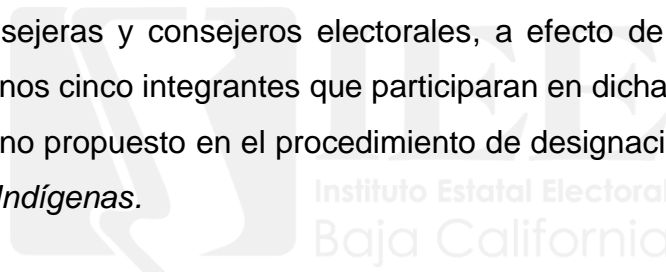 sejeras y consejeros electorales, a efecto de
nos cinco integrantes que participaran en dicha
no propuesto en el procedimiento de designaci
Indígenas.
IEE
Instituto Estatal Electoral
Baja California